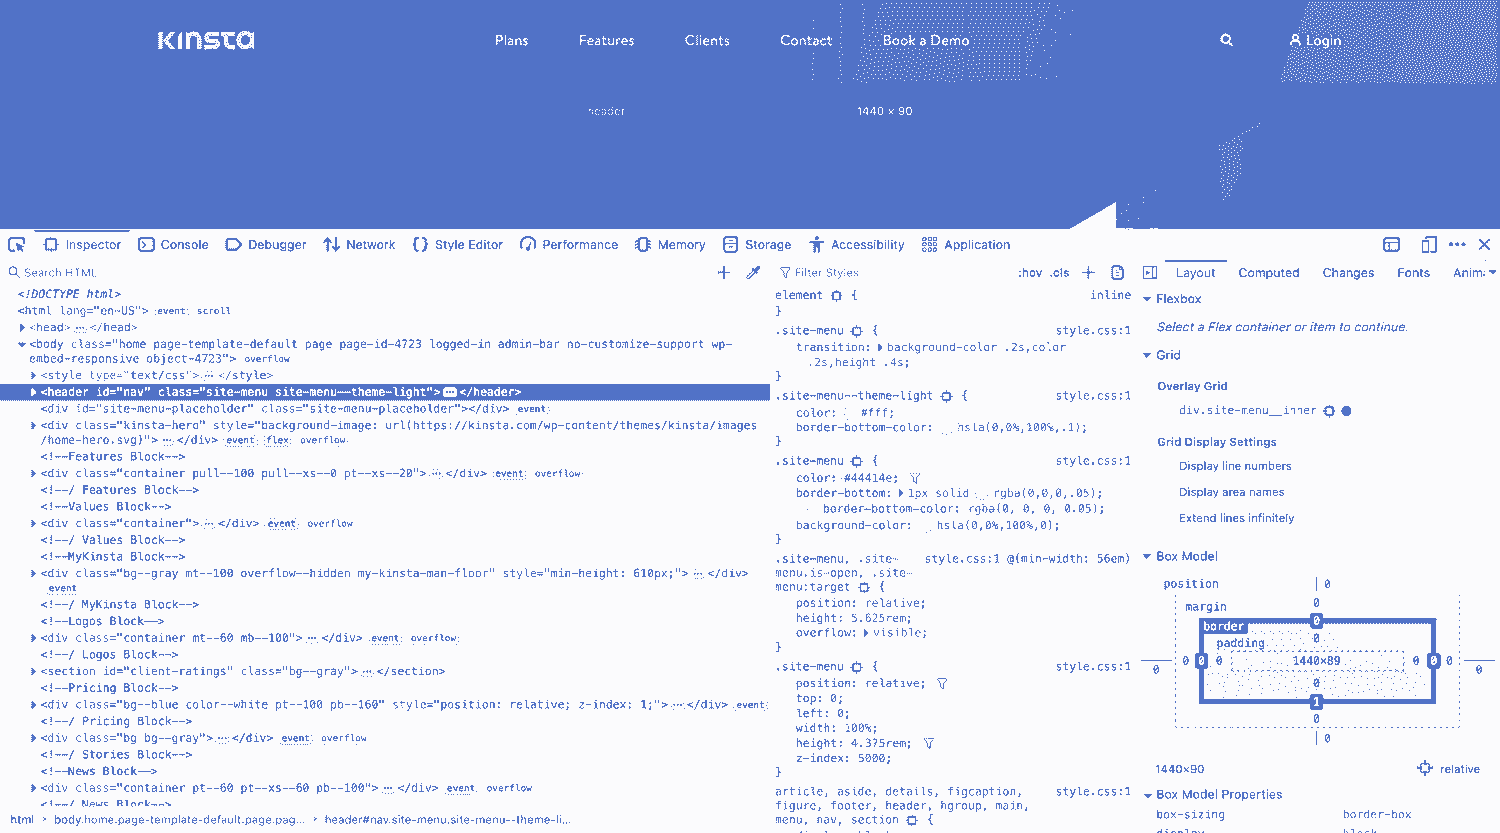 Kinsta
Plans Features Clients Contact Book a Demo Login
header 1440 × 90
Inspector Console Debugger Network Style Editor Performance Memory Storage Accessibility Application
Search HTML
<!DOCTYPE html>
<html lang="en-US"> event scroll
<head> ⋯ </head>
<body class="home page-template-default page page-id-4723 logged-in admin-bar no-customize-support wp-
embed-responsive object-4723"> overflow
<style type="text/css"> ⋯ </style>
<header id="nav" class="site-menu site-menu--theme-light"> ⋯ </header>
<div id="site-menu-placeholder" class="site-menu-placeholder"></div> event
<div class="kinsta-hero" style="background-image: url(https://kinsta.com/wp-content/themes/kinsta/images
/home-hero.svg)"> ⋯ </div> event flex overflow
<!--Features Block-->
<div class="container pull--100 pull--xs--0 pt--xs--20"> ⋯ </div> event overflow
<!--/ Features Block-->
<!--Values Block-->
<div class="container"> ⋯ </div> event overflow
<!--/ Values Block-->
<!--MyKinsta Block-->
<div class="bg--gray mt--100 overflow--hidden my-kinsta-man-floor" style="min-height: 610px;"> ⋯ </div>
event
<!--/ MyKinsta Block-->
<!--Logos Block-->
<div class="container mt--60 mb--100"> ⋯ </div> event overflow
<!--/ Logos Block-->
<section id="client-ratings" class="bg--gray"> ⋯ </section>
<!--Pricing Block-->
<div class="bg--blue color--white pt--100 pb--160" style="position: relative; z-index: 1;"> ⋯ </div> event
<!--/ Pricing Block-->
<div class="bg bg--gray"> ⋯ </div> event overflow
<!--/ Stories Block-->
<!--News Block-->
<div class="container pt--60 pt--xs--60 pb--100"> ⋯ </div> event overflow
<!--/ News Block-->
html > body.home.page-template-default.page.pag... > header#nav.site-menu.site-menu--theme-li...
Filter Styles :hov .cls
element { inline
}
.site-menu { style.css:1
transition: background-color .2s,color
.2s,height .4s;
}
.site-menu--theme-light { style.css:1
color: #fff;
border-bottom-color: hsla(0,0%,100%,.1);
}
.site-menu { style.css:1
color: #44414e;
border-bottom: 1px solid rgba(0,0,0,.05);
border-bottom-color: rgba(0, 0, 0, 0.05);
background-color: hsla(0,0%,100%,0);
}
.site-menu, .site- style.css:1 @(min-width: 56em)
menu.is-open, .site-
menu:target {
position: relative;
height: 5.625rem;
overflow: visible;
}
.site-menu { style.css:1
position: relative;
top: 0;
left: 0;
width: 100%;
height: 4.375rem;
z-index: 5000;
}
article, aside, details, figcaption, style.css:1
figure, footer, header, hgroup, main,
menu, nav, section {
Layout Computed Changes Fonts
Flexbox
Select a Flex container or item to continue.
Grid
Overlay Grid
div.site-menu__inner
Grid Display Settings
Display line numbers
Display area names
Extend lines infinitely
Box Model
position 0
margin 0
border 0
padding 0
0 0 0 0 1440×89 0 0 0 0
0
1
0
0
1440×90 relative
Box Model Properties
box-sizing border-box
display block